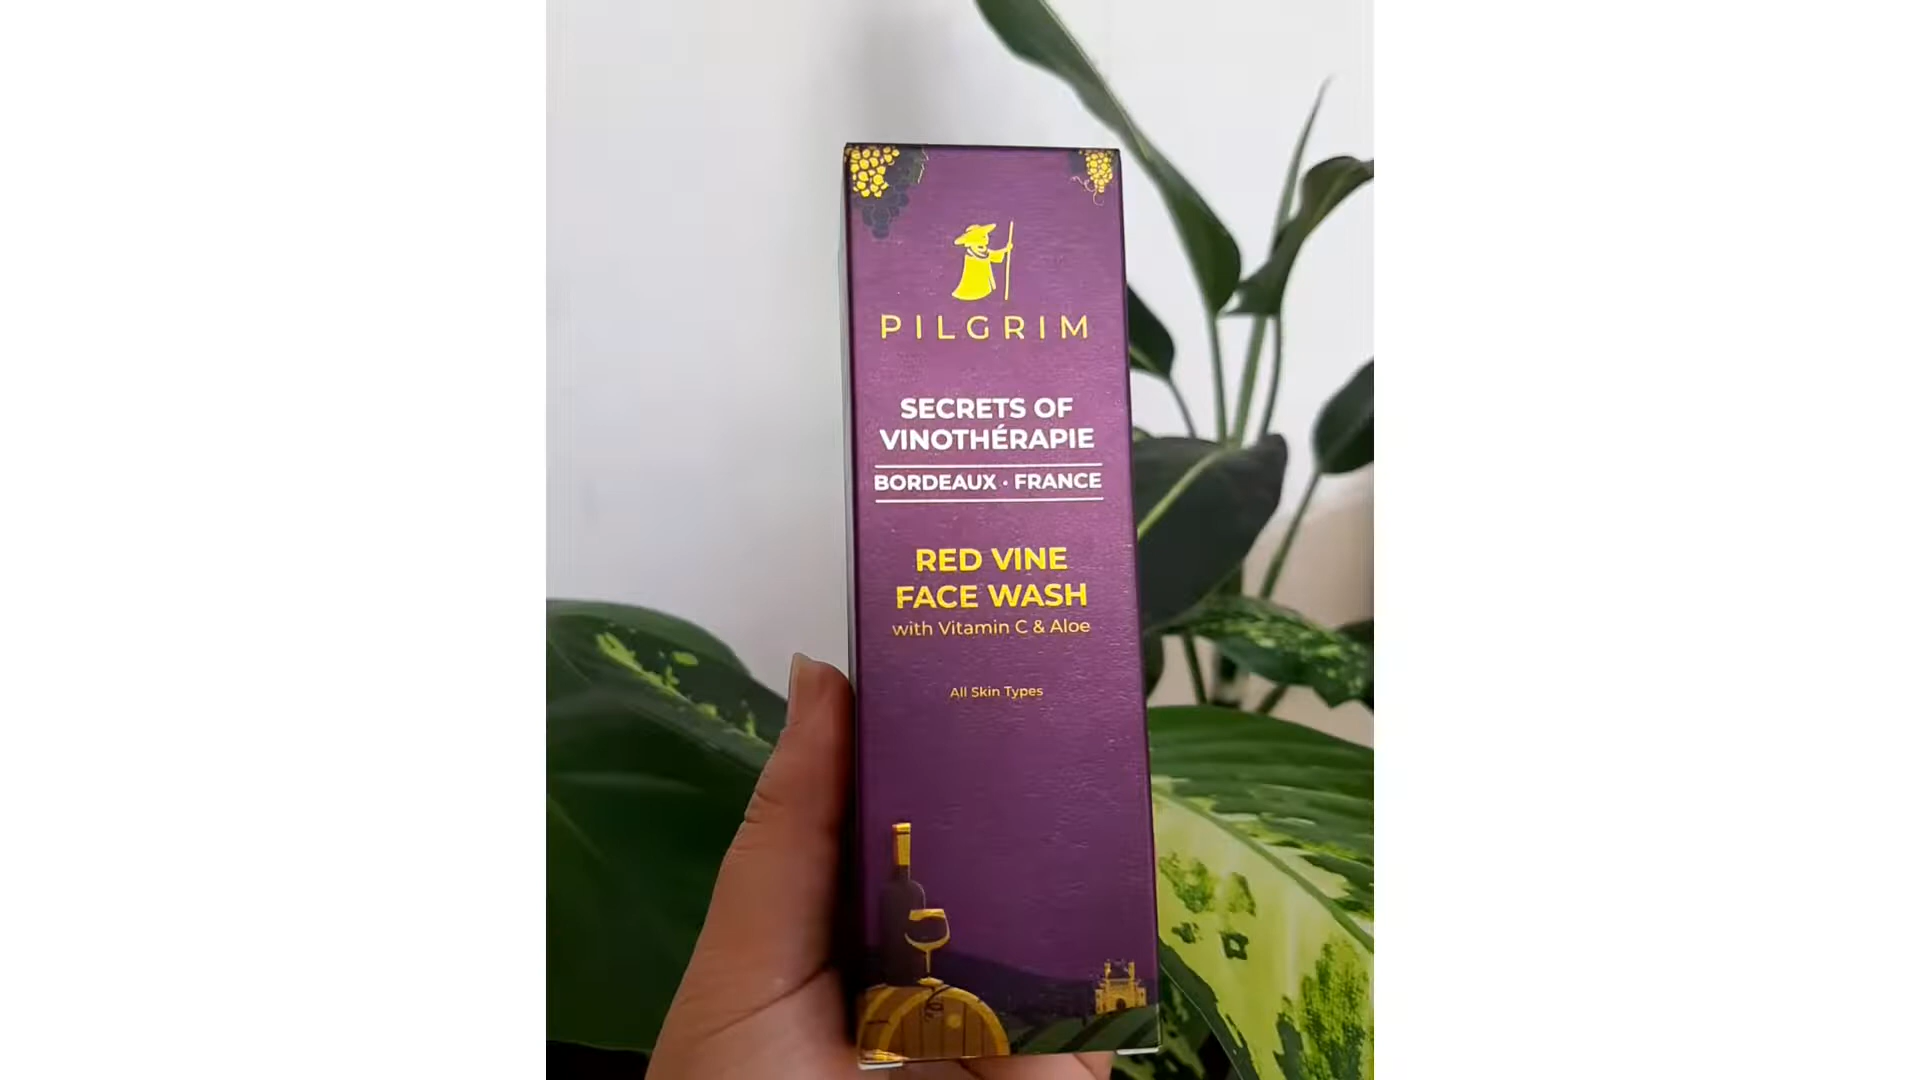 PILGRIM
SECRETS OF
VINOTHÉRAPIE
BORDEAUX · FRANCE
RED VINE
FACE WASH
with Vitamin C & Aloe
All Skin Types